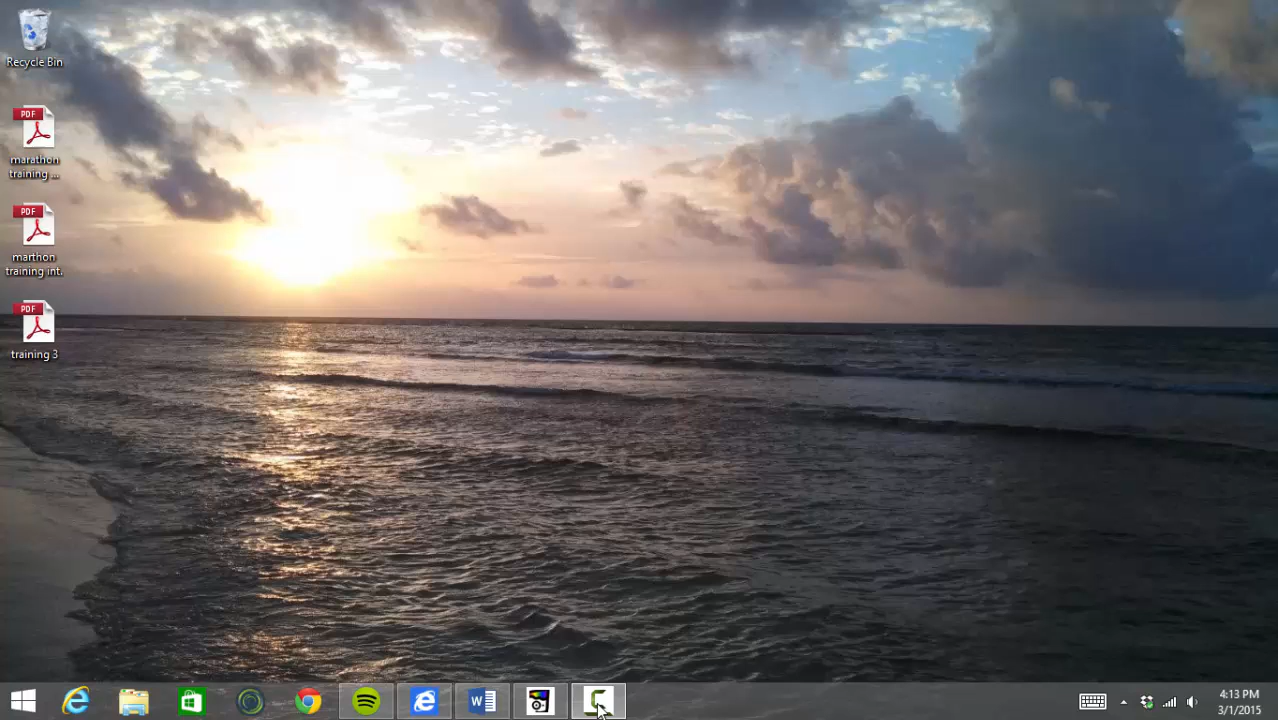 Recycle Bin
PDF
marathon
training ...
PDF
marthon
training int.
PDF
training 3
4:13 PM
3/1/2015